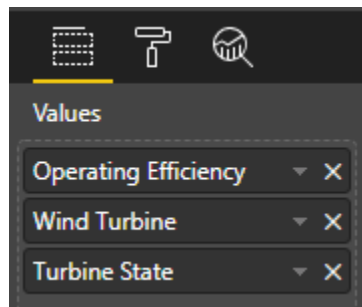 Values
Operating Efficiency
Wind Turbine
Turbine State